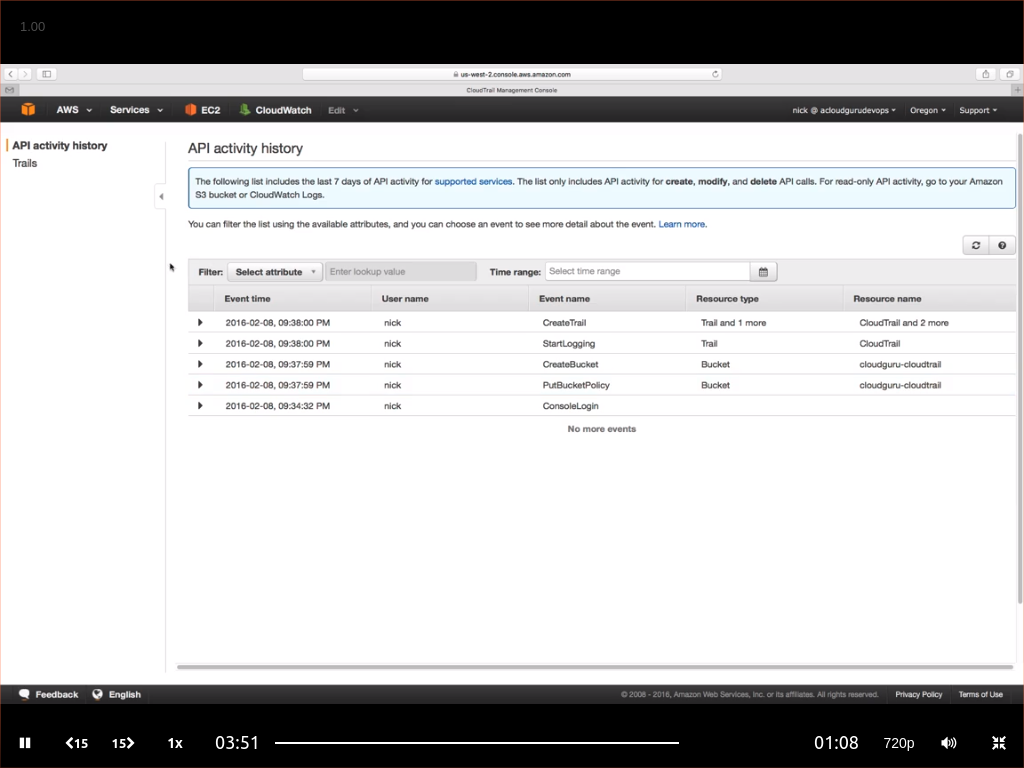 1.00
us-west-2.console.aws.amazon.com
CloudTrail Management Console
AWS Services EC2 CloudWatch Edit nick @ acloudgurudevops Oregon Support
API activity history
Trails
API activity history
The following list includes the last 7 days of API activity for supported services. The list only includes API activity for create, modify, and delete API calls. For read-only API activity, go to your Amazon
S3 bucket or CloudWatch Logs.
You can filter the list using the available attributes, and you can choose an event to see more detail about the event. Learn more.
Filter: Select attribute Enter lookup value Time range: Select time range
Event time User name Event name Resource type Resource name
2016-02-08, 09:38:00 PM nick CreateTrail Trail and 1 more CloudTrail and 2 more
2016-02-08, 09:38:00 PM nick StartLogging Trail CloudTrail
2016-02-08, 09:37:59 PM nick CreateBucket Bucket cloudguru-cloudtrail
2016-02-08, 09:37:59 PM nick PutBucketPolicy Bucket cloudguru-cloudtrail
2016-02-08, 09:34:32 PM nick ConsoleLogin
No more events
Feedback English © 2008 - 2016, Amazon Web Services, Inc. or its affiliates. All rights reserved. Privacy Policy Terms of Use
15 15 1x 03:51 01:08 720p